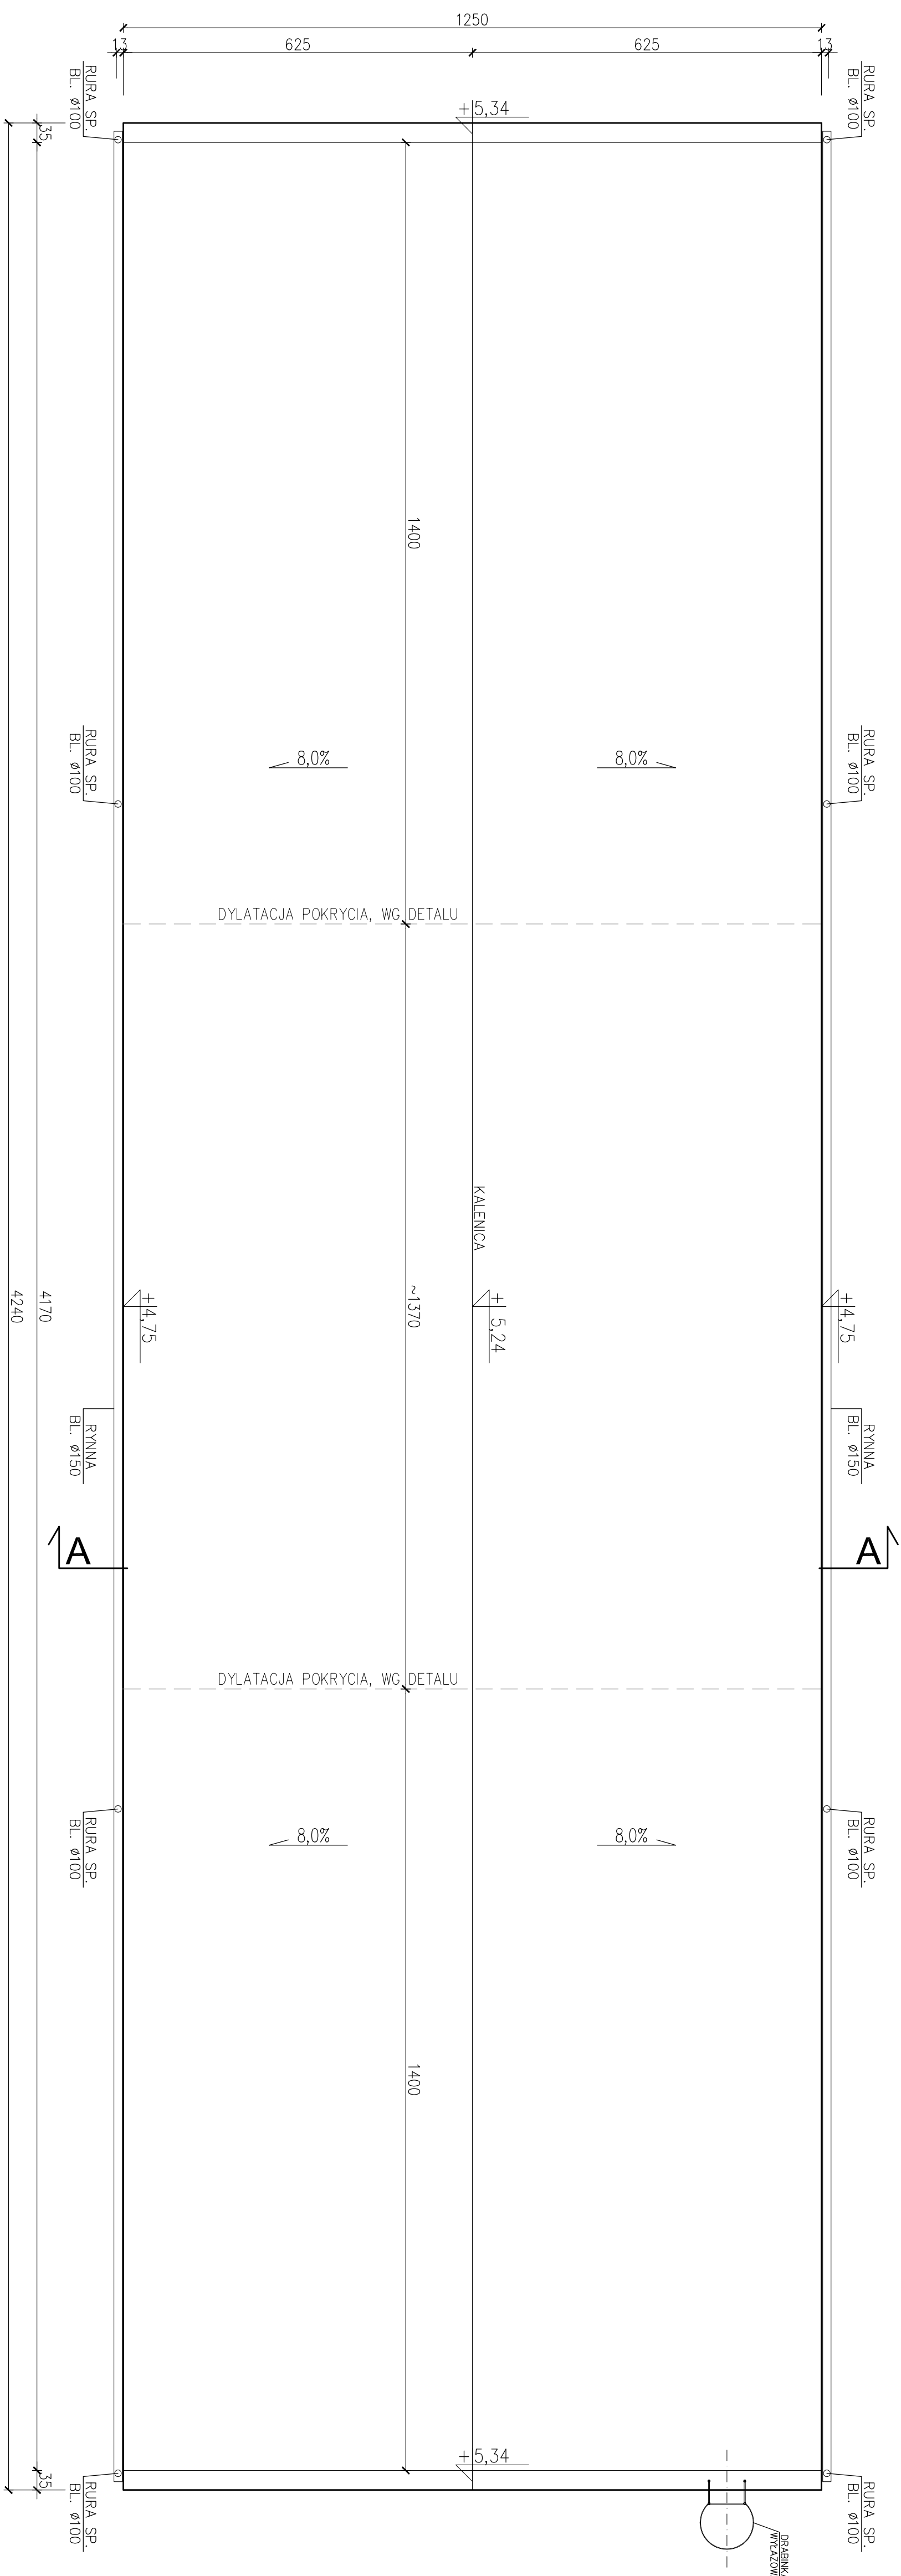 1250
13
625
625
13
RURA SP.
BL. ø100
RURA SP.
BL. ø100
+5,34
35
1400
RURA SP.
BL. ø100
RURA SP.
BL. ø100
8,0%
8,0%
DYLATACJA POKRYCIA, WG DETALU
KALENICA
~1370
+4,75
+ 5,24
+4,75
4170
4240
RYNNA
BL. ø150
RYNNA
BL. ø150
A
A
DYLATACJA POKRYCIA, WG DETALU
RURA SP.
BL. ø100
RURA SP.
BL. ø100
8,0%
8,0%
1400
+5,34
35
RURA SP.
BL. ø100
RURA SP.
BL. ø100